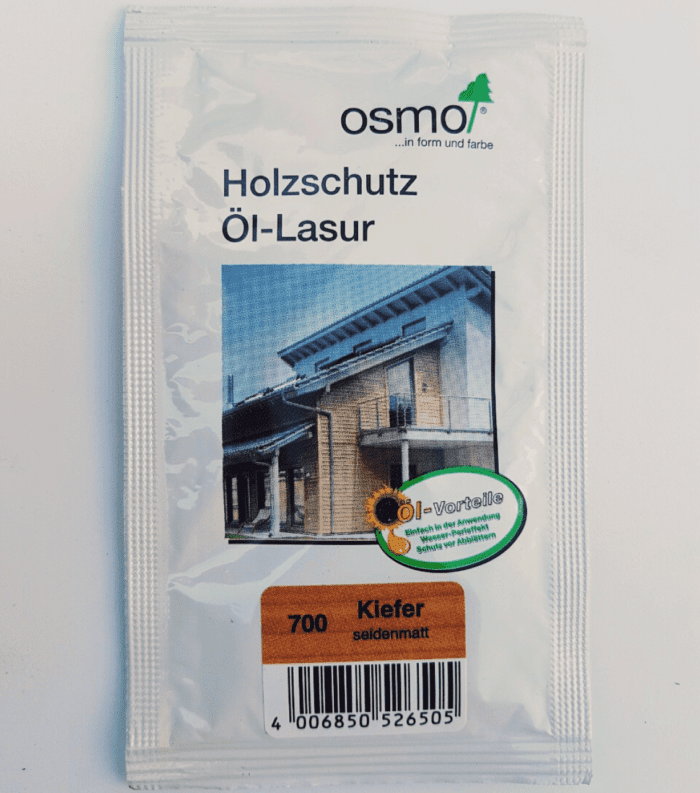 osmo®
...in form und farbe
Holzschutz
Öl-Lasur
Öl-Vorteile
Einfach in der Anwendung
Wasser-Perleffekt
Schutz vor Abblättern
700 Kiefer
seidenmatt
4 006850 526505